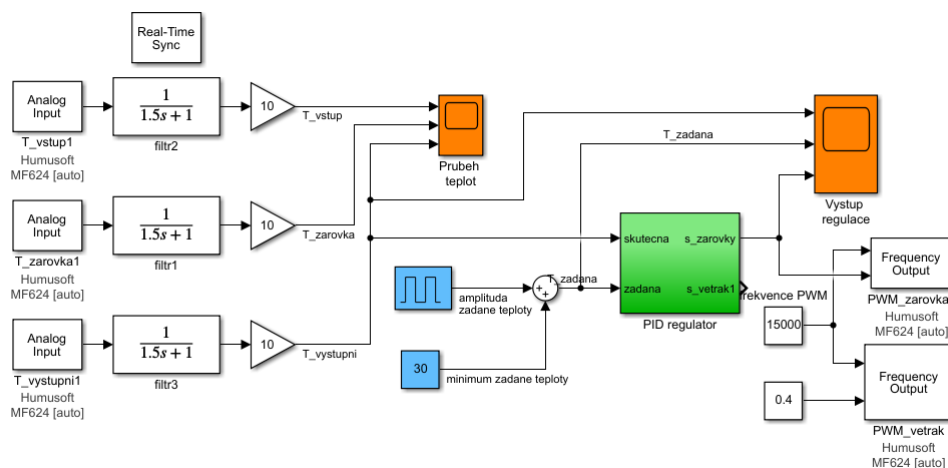 Real-Time
Sync
Analog
Input
T_vstup1
Humusoft
MF624 [auto]
1
1.5s + 1
filtr2
10
T_vstup
Prubeh
teplot
T_zadana
Vystup
regulace
Analog
Input
T_zarovka1
Humusoft
MF624 [auto]
1
1.5s + 1
filtr1
10
T_zarovka
skutecna
s_zarovky
zadana
s_vetrak1
PID regulator
T_zadana
amplituda
zadane teploty
30
minimum zadane teploty
frekvence PWM
15000
Frequency
Output
PWM_zarovka
Humusoft
MF624 [auto]
Analog
Input
T_vystupni1
Humusoft
MF624 [auto]
1
1.5s + 1
filtr3
10
T_vystupni
0.4
Frequency
Output
PWM_vetrak
Humusoft
MF624 [auto]